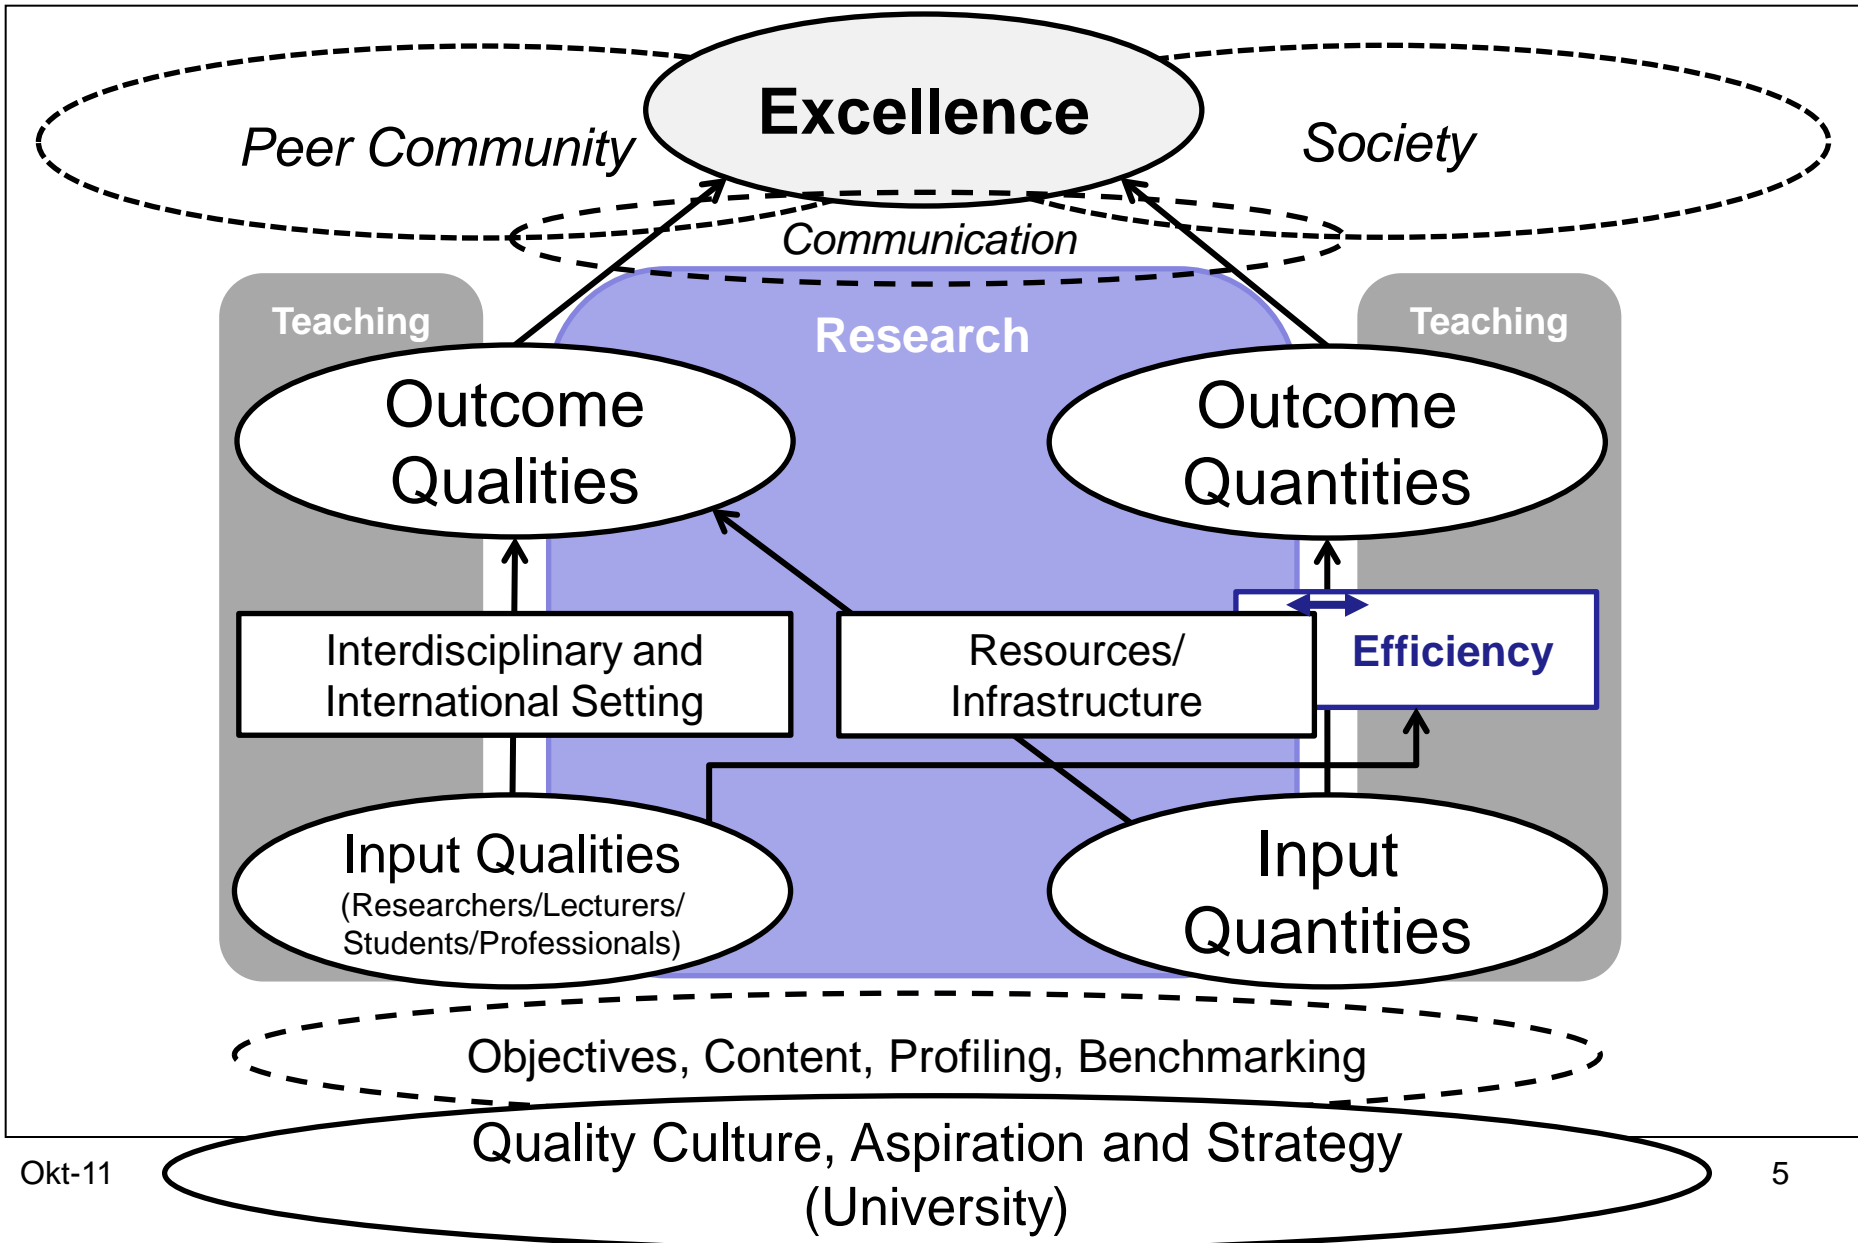 Excellence
Peer Community
Society
Communication
Teaching
Research
Teaching
Outcome
Qualities
Outcome
Quantities
Interdisciplinary and
International Setting
Resources/
Infrastructure
Efficiency
Input Qualities
(Researchers/Lecturers/
Students/Professionals)
Input
Quantities
Objectives, Content, Profiling, Benchmarking
Quality Culture, Aspiration and Strategy
(University)
Okt-11
5